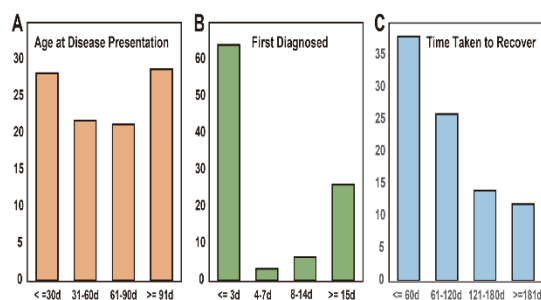 A
Age at Disease Presentation
30
25
20
15
10
5
0
< =30d 31-60d 61-90d >= 91d
B
First Diagnosed
60
50
40
30
20
10
0
<= 3d 4-7d 8-14d >= 15d
C
Time Taken to Recover
35
30
25
20
15
10
5
0
<= 60d 61-120d 121-180d >=181d